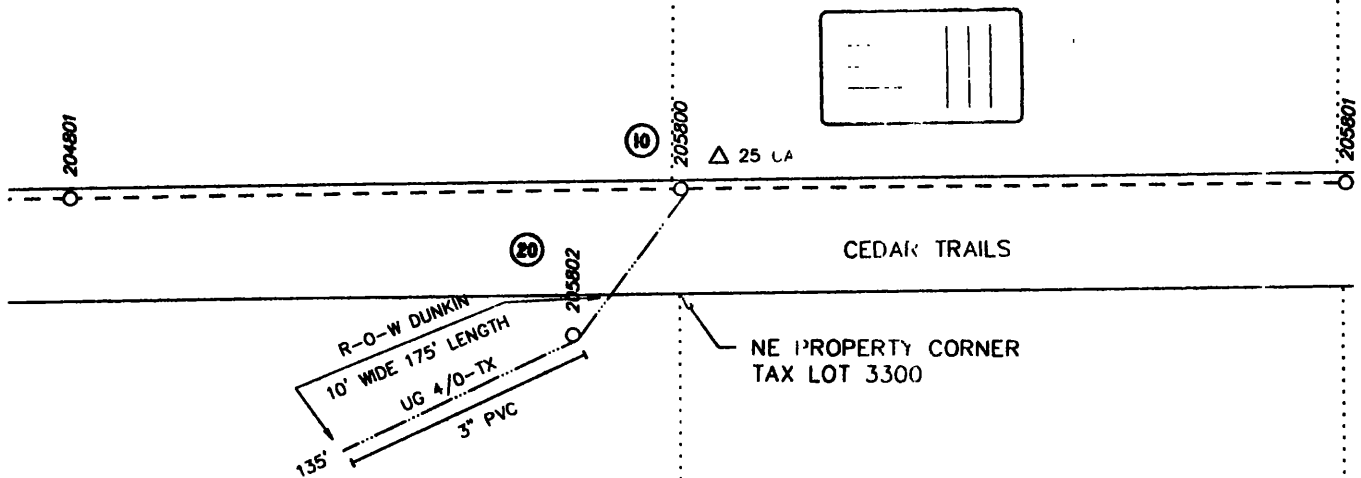 204801
10
205800
△ 25
205801
20
205802
CEDAR TRAILS
R-O-W DUNKIN
10' WIDE 175' LENGTH
UG 4/0-TX
3" PVC
135'
NE PROPERTY CORNER
TAX LOT 3300